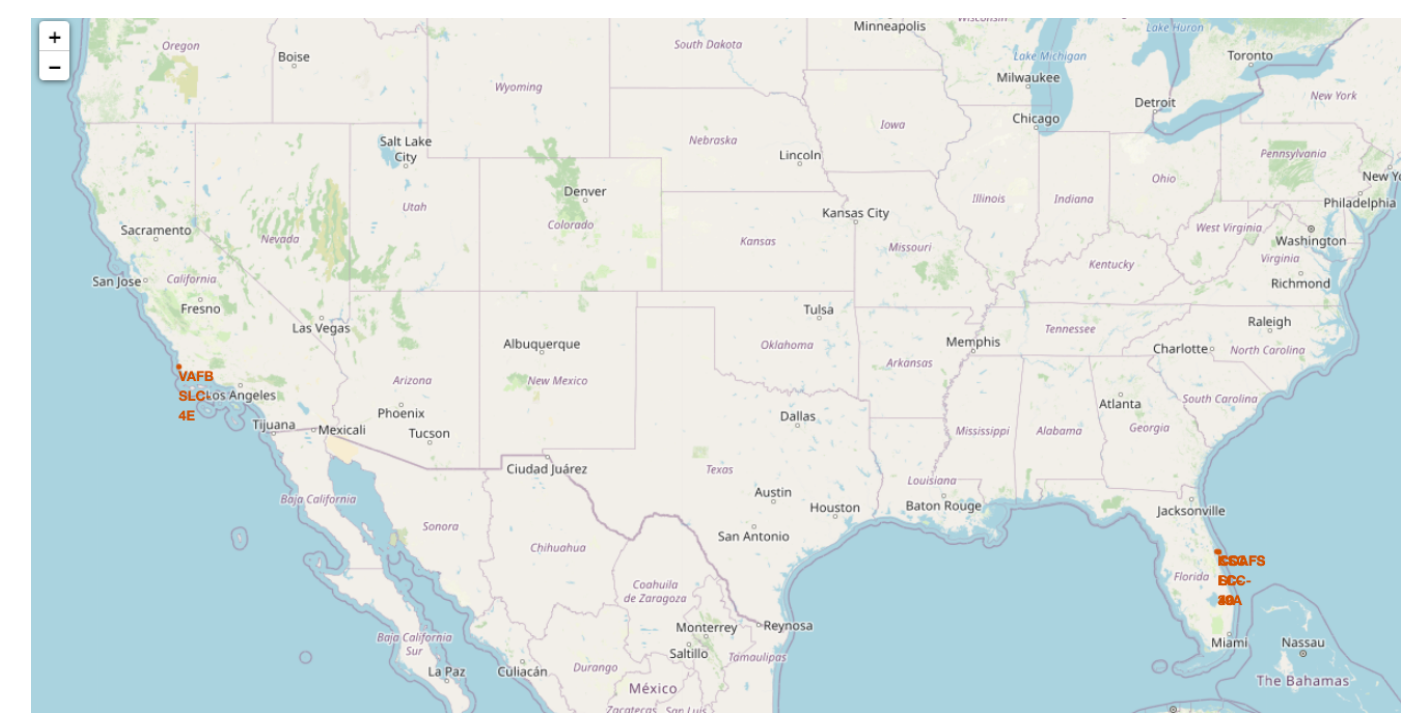 +
−
Oregon
Boise
South Dakota
Minneapolis
Wisconsin
Lake Huron
Lake Michigan
Toronto
Milwaukee
Wyoming
Detroit
New York
Chicago
Iowa
Salt Lake
City
Nebraska
Lincoln
Pennsylvania
New Yo
Denver
Ohio
Utah
Illinois
Indiana
Philadelphia
Kansas City
Sacramento
Nevada
Colorado
Kansas
Missouri
West Virginia
Washington
Virginia
Kentucky
San Jose
California
Richmond
Fresno
Las Vegas
Tulsa
Tennessee
Raleigh
Albuquerque
Oklahoma
Memphis
Charlotte
North Carolina
Arkansas
VAFB
SLC-
4E
Los Angeles
Arizona
New Mexico
Phoenix
Tucson
Dallas
Atlanta
South Carolina
Tijuana
Mexicali
Mississippi
Alabama
Georgia
Ciudad Juárez
Texas
Louisiana
Baja California
Austin
Houston
Baton Rouge
Jacksonville
Sonora
San Antonio
Chihuahua
Florida
Coahuila
de Zaragoza
Monterrey
Reynosa
Baja California
Sur
Saltillo
Tamaulipas
Miami
Nassau
La Paz
Culiacán
Durango
México
The Bahamas
Zacatecas
San Luis